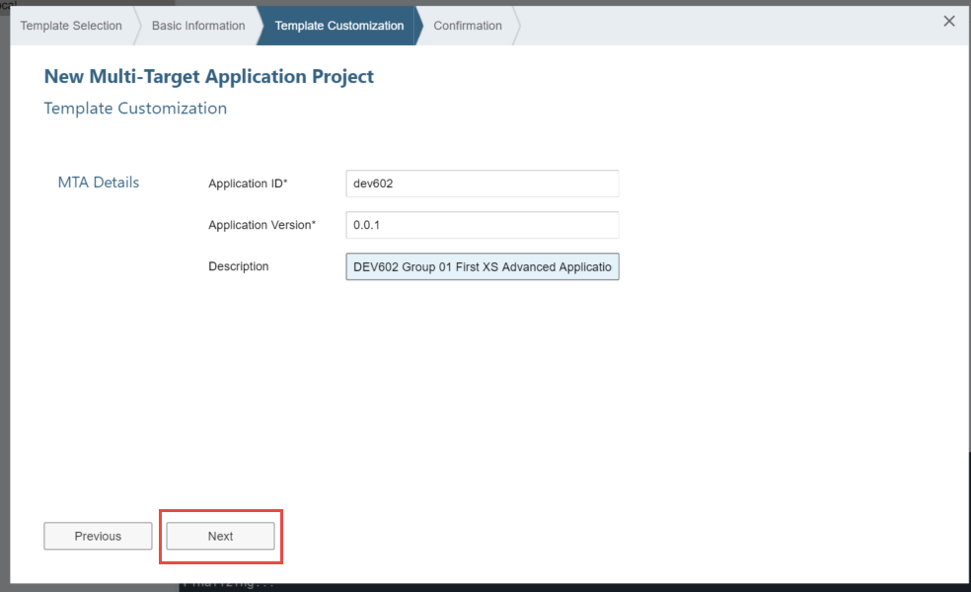 Template Selection
Basic Information
Template Customization
Confirmation
New Multi-Target Application Project
Template Customization
MTA Details
Application ID*
dev602
Application Version*
0.0.1
Description
DEV602 Group 01 First XS Advanced Applicatio
Previous
Next